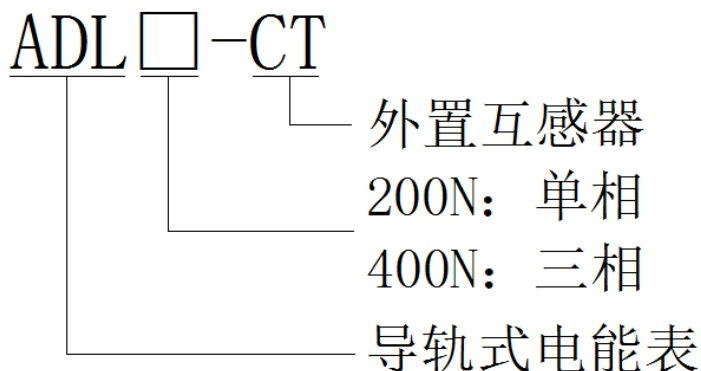 ADL□-CT
外置互感器
200N：单相
400N：三相
导轨式电能表